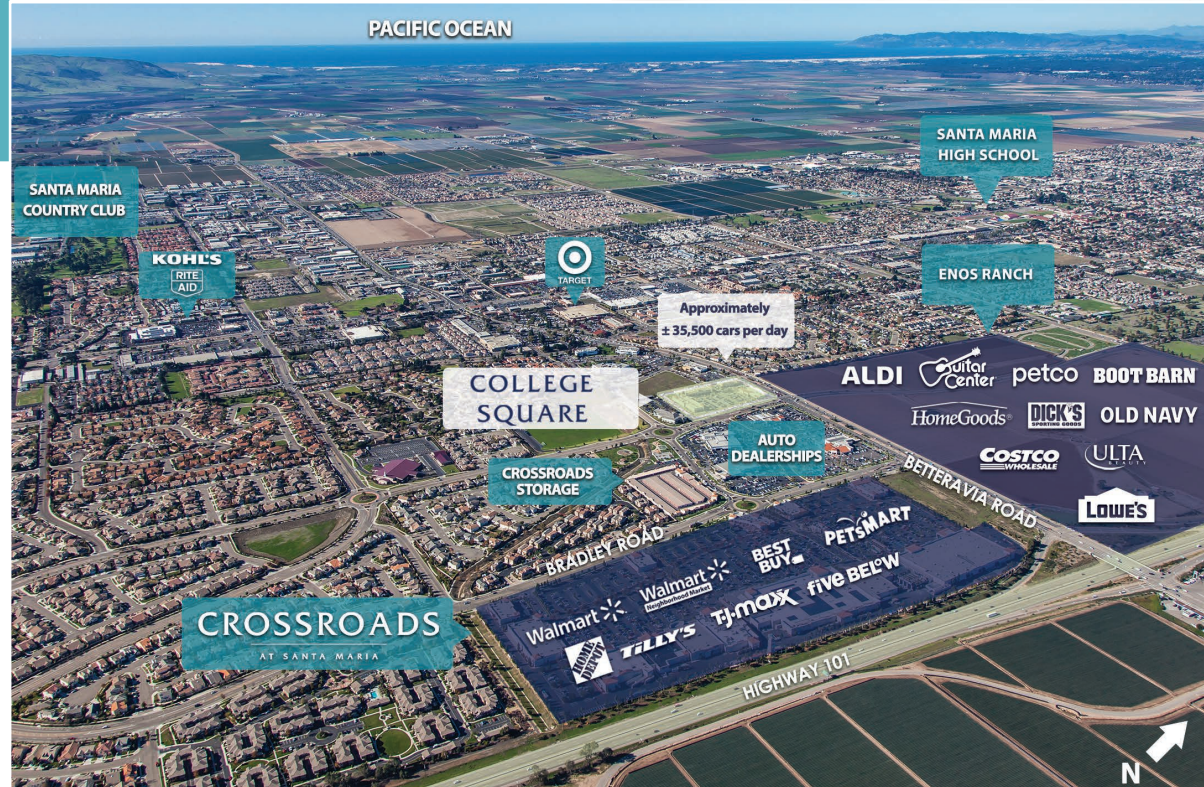 PACIFIC OCEAN
SANTA MARIA
HIGH SCHOOL
SANTA MARIA
COUNTRY CLUB
KOHL'S
RITE
AID
TARGET
ENOS RANCH
Approximately
± 35,500 cars per day
COLLEGE
SQUARE
ALDI
Guitar
Center
petco
BOOT BARN
HomeGoods®
DICK'S
SPORTING GOODS
OLD NAVY
COSTCO
WHOLESALE
ULTA
BEAUTY
LOWE'S
AUTO
DEALERSHIPS
CROSSROADS
STORAGE
BETTERAVIA ROAD
BRADLEY ROAD
PETSMART
BEST
BUY
Walmart
Neighborhood Market
Walmart
five BELOW
TJ-maxx
TILLY'S
THE HOME DEPOT
CROSSROADS
AT SANTA MARIA
HIGHWAY 101
N